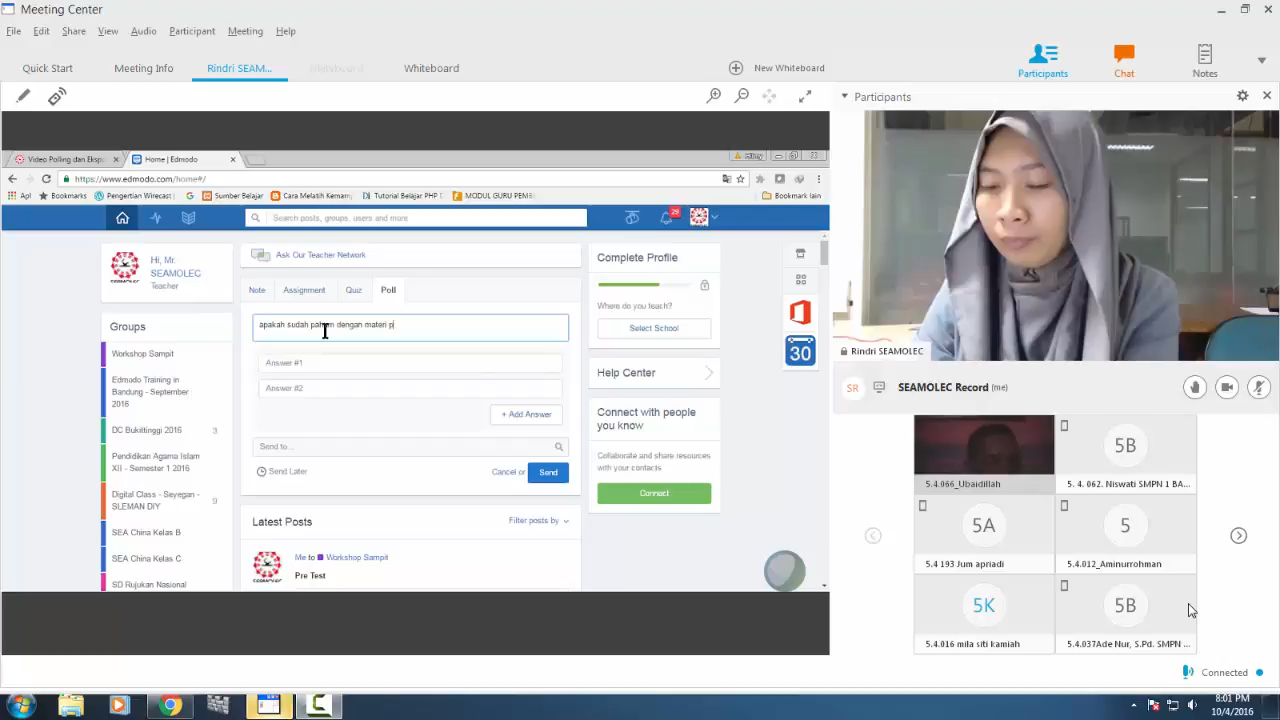 Meeting Center
File Edit Share View Audio Participant Meeting Help
Quick Start Meeting Info Rindri SEAM... Whiteboard Whiteboard New Whiteboard
Participants Chat Notes
Participants
Video Polling dan Ekspo Home | Edmodo
https://www.edmodo.com/home#/
Apl Bookmarks Pengertian Wirecast Sumber Belajar Cara Melatih Kemam Tutorial Belajar PHP MODUL GURU PEMB Bookmark lain
Search posts, groups, users and more
29
Hi, Mr.
SEAMOLEC
Teacher
Groups
Workshop Sampit
Edmodo Training in
Bandung - September
2016
DC Bukittinggi 2016 3
Pendidikan Agama Islam
XII - Semester 1 2016
Digital Class - Sayegan -
SLEMAN DIY
9
SEA China Kelas B
SEA China Kelas C
SD Rujukan Nasional
Ask Our Teacher Network
Note Assignment Quiz Poll
apakah sudah paham dengan materi p
Answer #1
Answer #2
+ Add Answer
Send to...
Send Later Cancel or Send
Latest Posts Filter posts by
Me to Workshop Sampit
Pre Test
Complete Profile
Where do you teach?
Select School
Help Center
Connect with people
you know
Collaborate and share resources
with your contacts
Connect
30
Rindri SEAMOLEC
SR SEAMOLEC Record (me)
5.4.066_Ubaidillah
5B
5. 4. 062. Niswati SMPN 1 BA...
5A
5.4 193 Jum apriadi
5
5.4.012_Aminurrohman
5K
5.4.016 mila siti kamiah
5B
5.4.037Ade Nur, S.Pd. SMPN ...
Connected
8:01 PM
10/4/2016